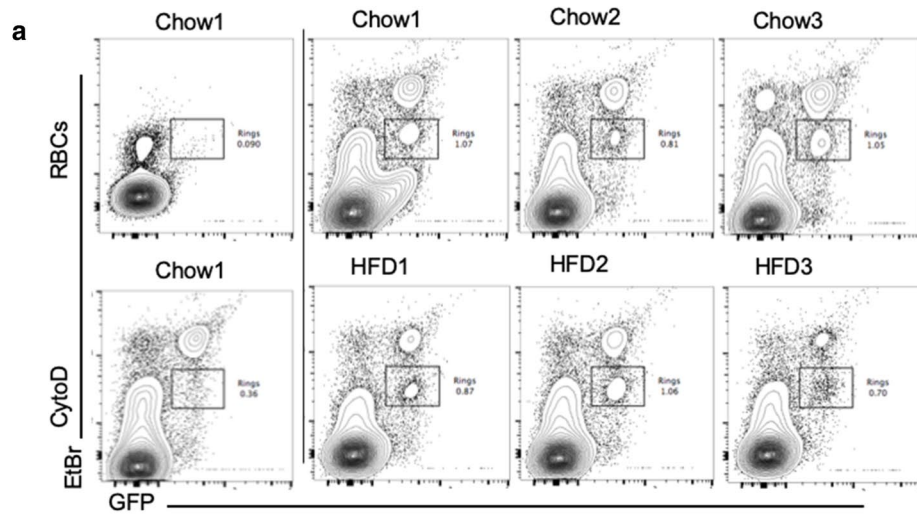 a
Chow1
Chow1
Chow2
Chow3
RBCs
Rings
0.090
Rings
1.07
Rings
0.81
Rings
1.05
Chow1
HFD1
HFD2
HFD3
CytoD
Rings
0.36
Rings
0.87
Rings
1.06
Rings
0.70
EtBr
GFP